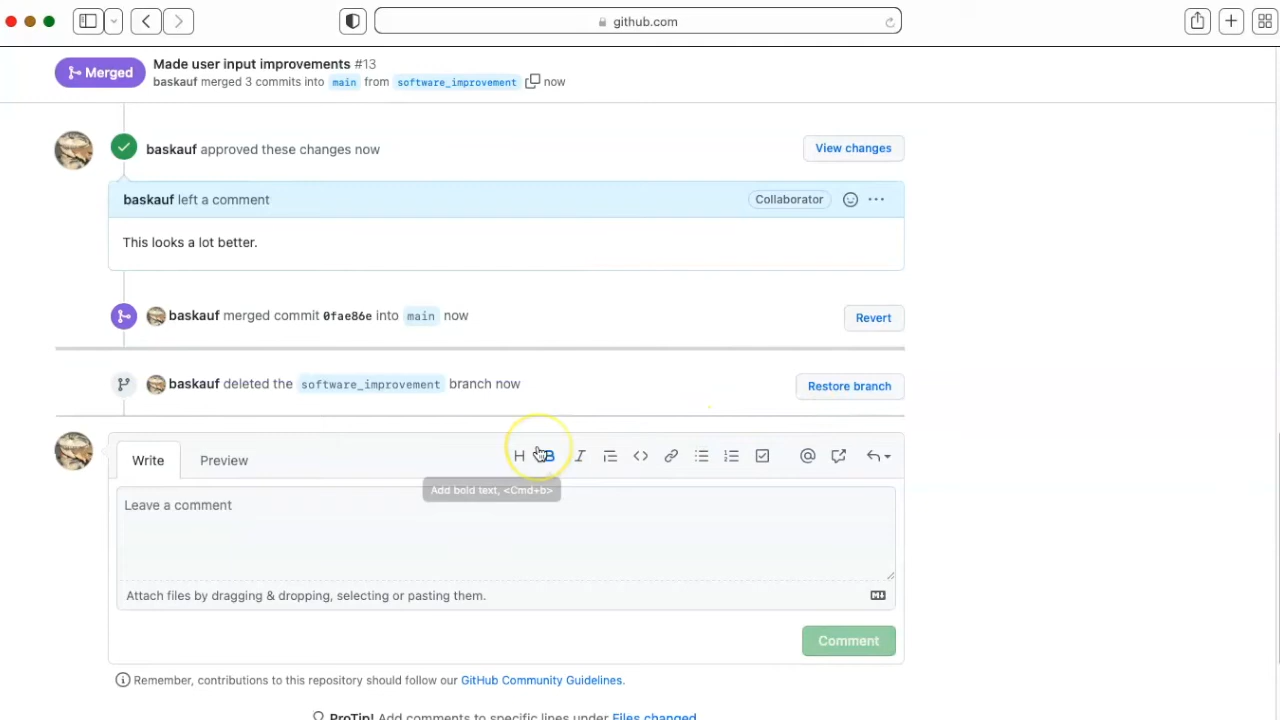 github.com
Merged
Made user input improvements #13
baskauf merged 3 commits into main from software_improvement now
baskauf approved these changes now
View changes
baskauf left a comment
Collaborator
This looks a lot better.
baskauf merged commit 0fae86e into main now
Revert
baskauf deleted the software_improvement branch now
Restore branch
Write
Preview
H B I
Add bold text, <Cmd+b>
Leave a comment
Attach files by dragging & dropping, selecting or pasting them.
Comment
Remember, contributions to this repository should follow our GitHub Community Guidelines.
ProTip! Add comments to specific lines under Files changed.